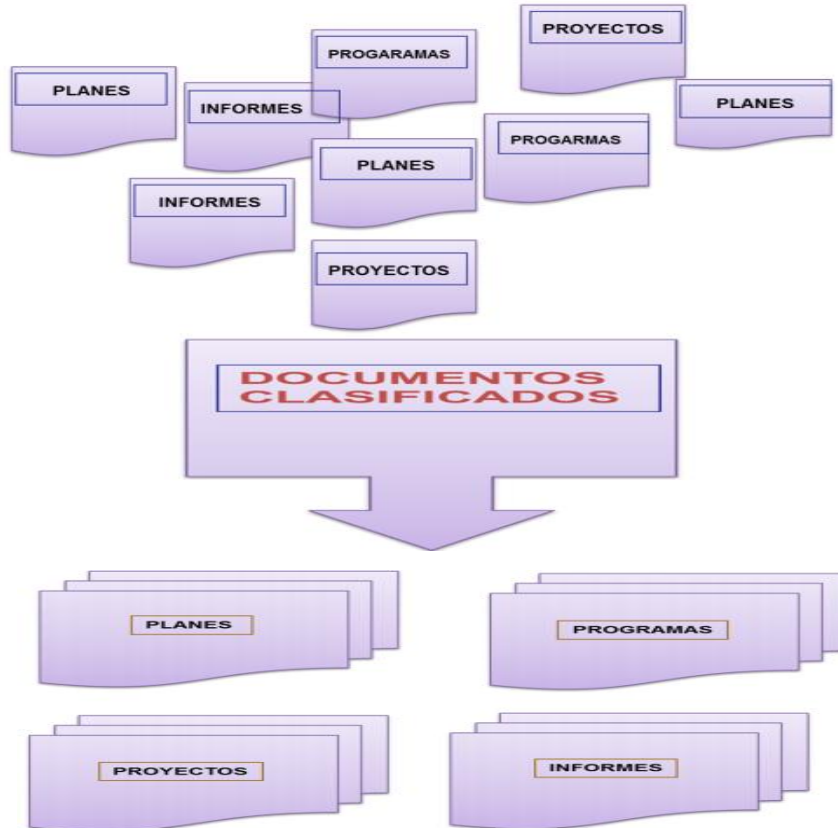 PROYECTOS
PROGARAMAS
PLANES
INFORMES
PLANES
PROGARMAS
PLANES
INFORMES
PROYECTOS
DOCUMENTOS
CLASIFICADOS
PLANES
PROGRAMAS
PROYECTOS
INFORMES